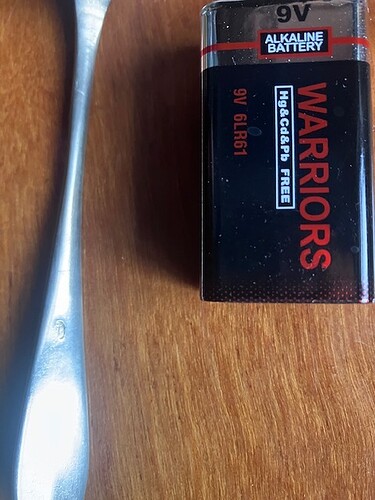 9V
ALKALINE
BATTERY
WARRIORS
Hg&Cd&Pb FREE
9V 6LR61